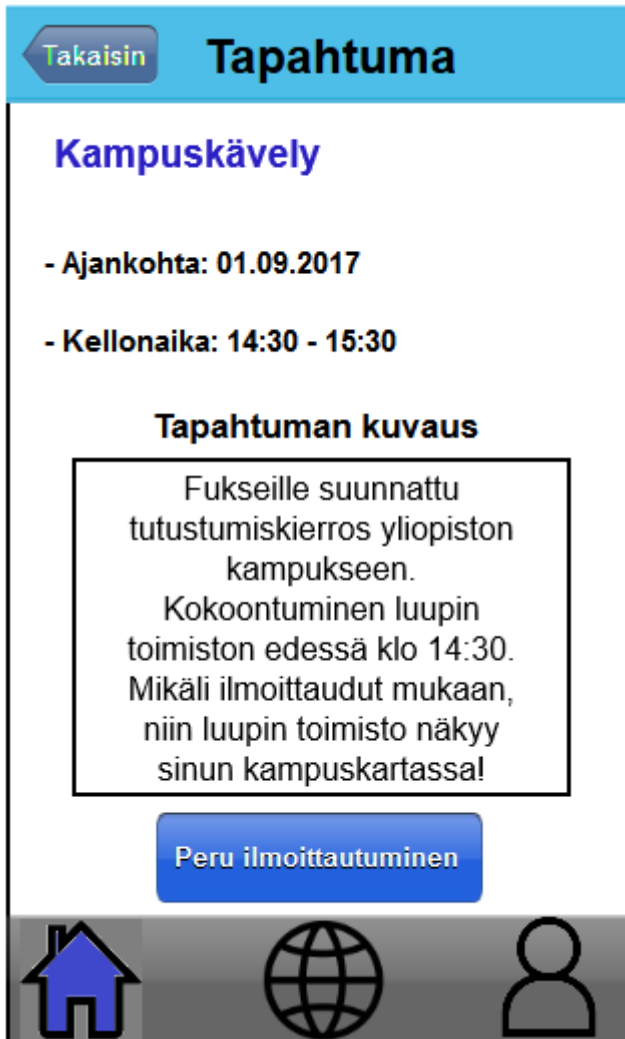 Takaisin
Tapahtuma
Kampuskävely
- Ajankohta: 01.09.2017
- Kellonaika: 14:30 - 15:30
Tapahtuman kuvaus
Fukseille suunnattu
tutustumiskierros yliopiston
kampukseen.
Kokoontuminen luupin
toimiston edessä klo 14:30.
Mikäli ilmoittaudut mukaan,
niin luupin toimisto näkyy
sinun kampuskartassa!
Peru ilmoittautuminen